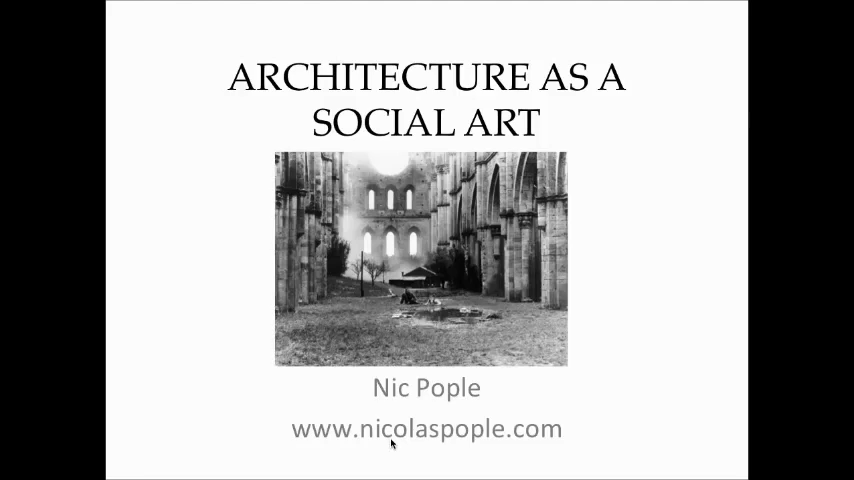 ARCHITECTURE AS A
SOCIAL ART
Nic Pople
www.nicolaspople.com